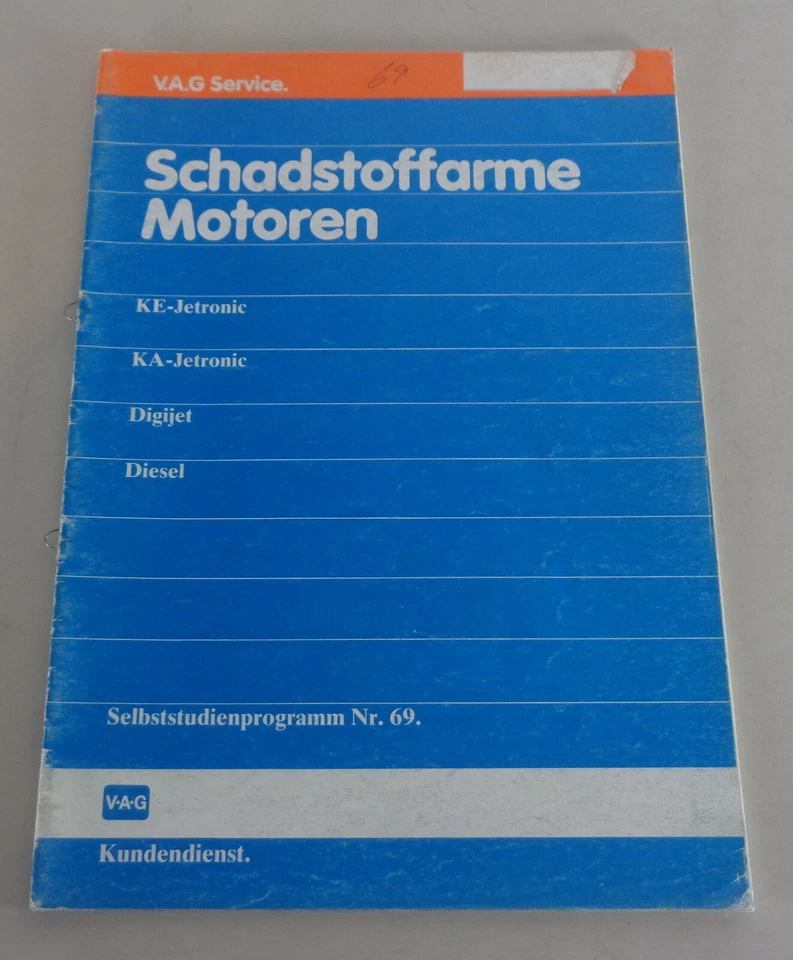 V.A.G Service.
69
Schadstoffarme
Motoren
KE-Jetronic
KA-Jetronic
Digijet
Diesel
Selbststudienprogramm Nr. 69.
V·A·G
Kundendienst.